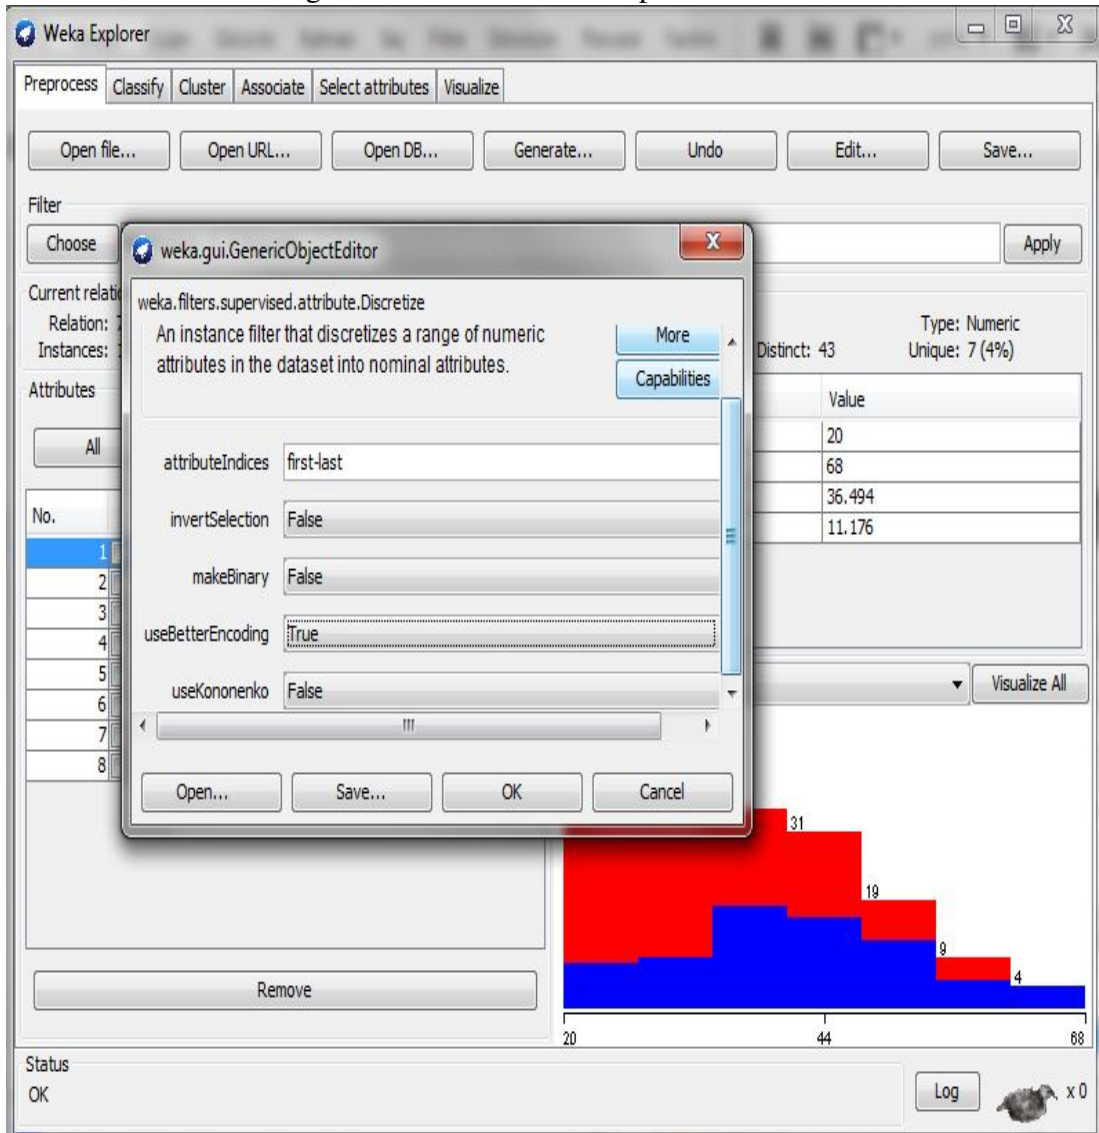 Weka Explorer
Preprocess Classify Cluster Associate Select attributes Visualize
Open file... Open URL... Open DB... Generate... Undo Edit... Save...
Filter
Choose Apply
weka.gui.GenericObjectEditor
weka.filters.supervised.attribute.Discretize
An instance filter that discretizes a range of numeric
attributes in the dataset into nominal attributes.
More
Capabilities
attributeIndices first-last
invertSelection False
makeBinary False
useBetterEncoding True
useKononenko False
Open... Save... OK Cancel
Current
Relation:
Instances:
Type: Numeric
Distinct: 43 Unique: 7 (4%)
Attributes
All
No.
1
2
3
4
5
6
7
8
Value
20
68
36.494
11.176
Visualize All
31
19
9
4
20 44 68
Remove
Status
OK
Log x 0